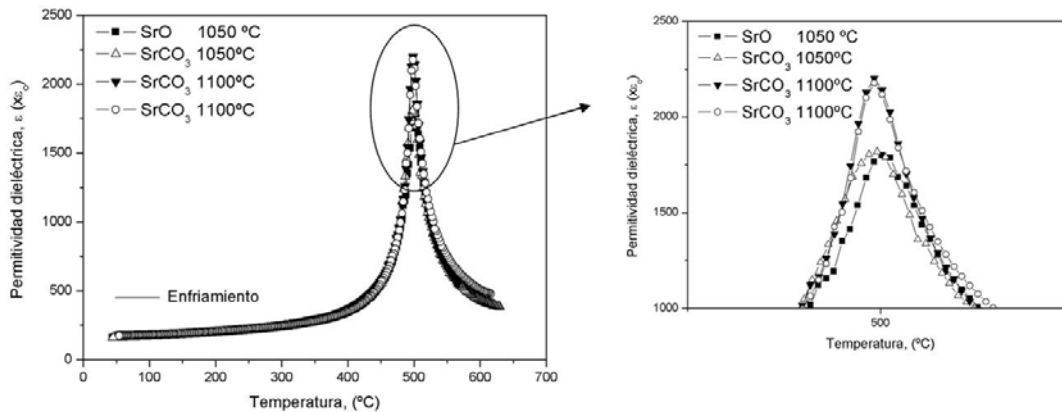 SrO 1050 ºC
SrCO₃ 1050ºC
SrCO₃ 1100ºC
SrCO₃ 1100ºC
Permitividad dieléctrica, ε (xεₒ)
2500
2000
1500
1000
500
0
Enfriamiento
0 100 200 300 400 500 600 700
Temperatura, (ºC)
SrO 1050 ºC
SrCO₃ 1050ºC
SrCO₃ 1100ºC
SrCO₃ 1100ºC
Permitividad dieléctrica, ε (xεₒ)
2500
2000
1500
1000
500
Temperatura, (ºC)